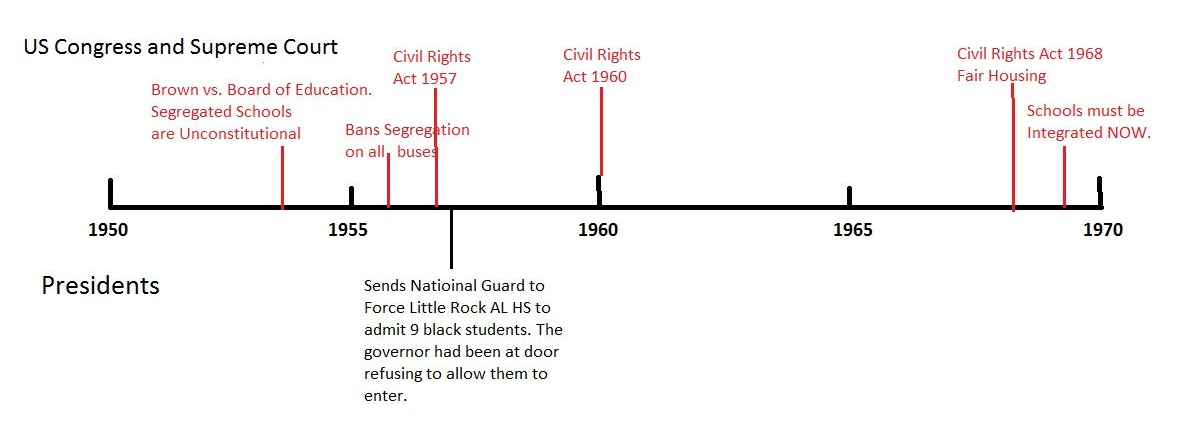 US Congress and Supreme Court
Brown vs. Board of Education.
Segregated Schools
are Unconstitutional
Bans Segregation
on all buses
Civil Rights
Act 1957
Civil Rights
Act 1960
Civil Rights Act 1968
Fair Housing
Schools must be
Integrated NOW.
1950
1955
1960
1965
1970
Presidents
Sends Natioinal Guard to
Force Little Rock AL HS to
admit 9 black students. The
governor had been at door
refusing to allow them to
enter.